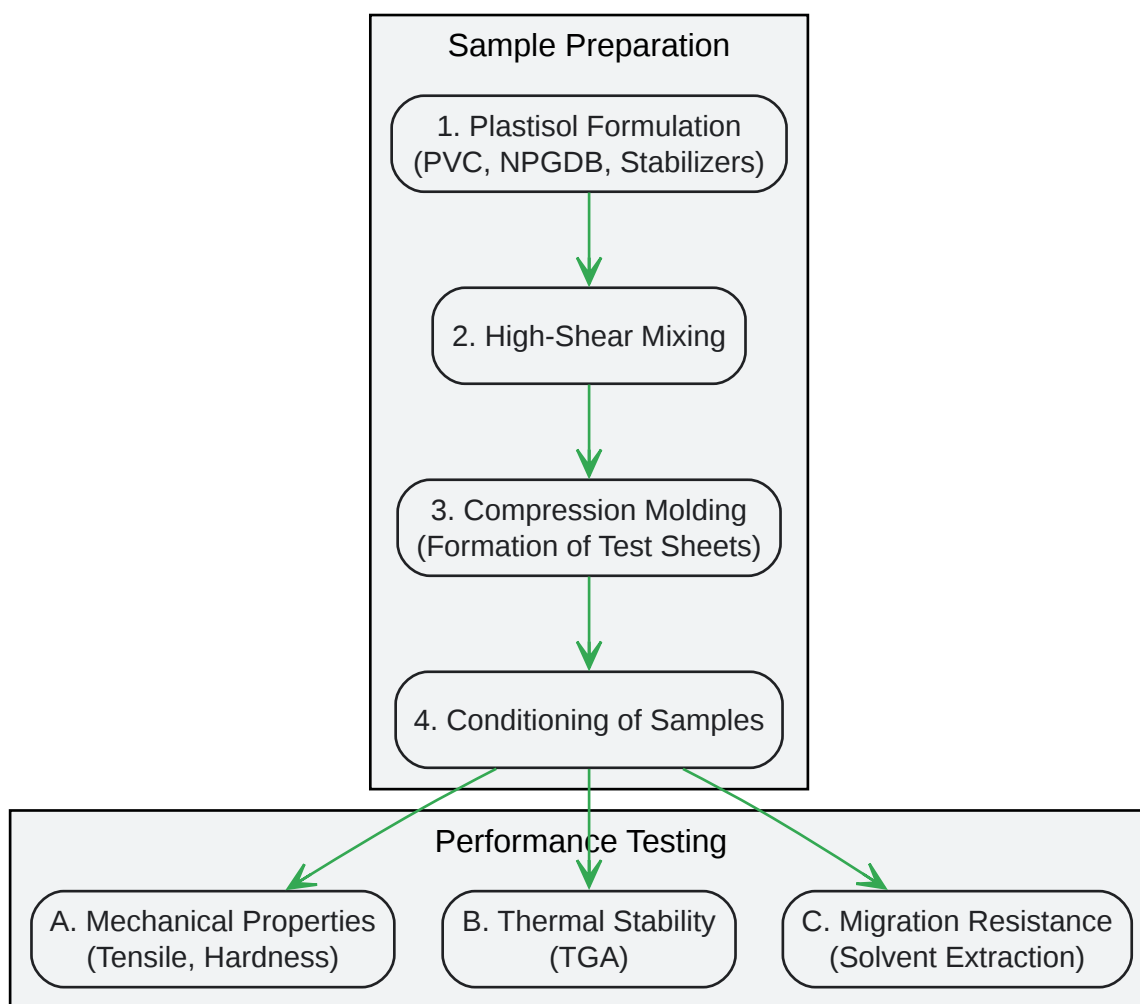 Sample Preparation
1. Plastisol Formulation
(PVC, NPGDB, Stabilizers)
2. High-Shear Mixing
3. Compression Molding
(Formation of Test Sheets)
4. Conditioning of Samples
Performance Testing
A. Mechanical Properties
(Tensile, Hardness)
B. Thermal Stability
(TGA)
C. Migration Resistance
(Solvent Extraction)